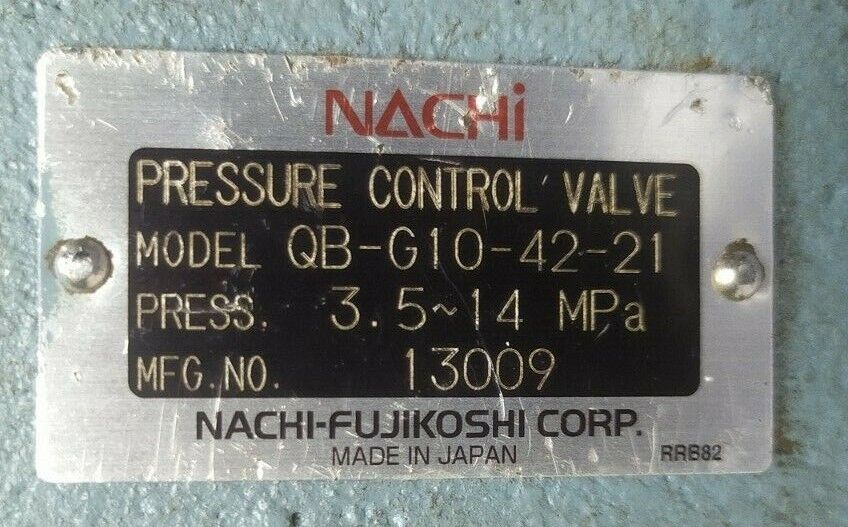 NACHi
PRESSURE CONTROL VALVE
MODEL QB-G10-42-21
PRESS. 3.5~14 MPa
MFG.NO. 13009
NACHI-FUJIKOSHI CORP.
MADE IN JAPAN RRB82